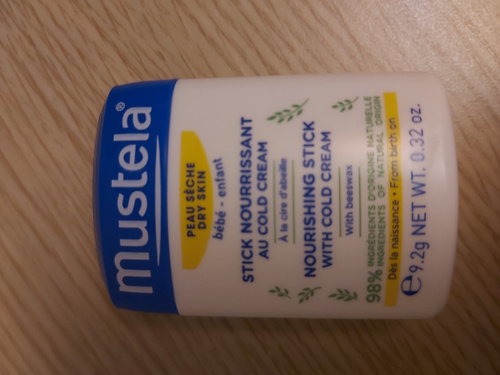 mustela®
PEAU SÈCHE
DRY SKIN
bébé - enfant
STICK NOURRISSANT
AU COLD CREAM
À la cire d'abeille
NOURISHING STICK
WITH COLD CREAM
With beeswax
98% INGRÉDIENTS D'ORIGINE NATURELLE
INGREDIENTS OF NATURAL ORIGIN
Dès la naissance • From birth on
℮ 9.2g NET WT. 0.32 oz.